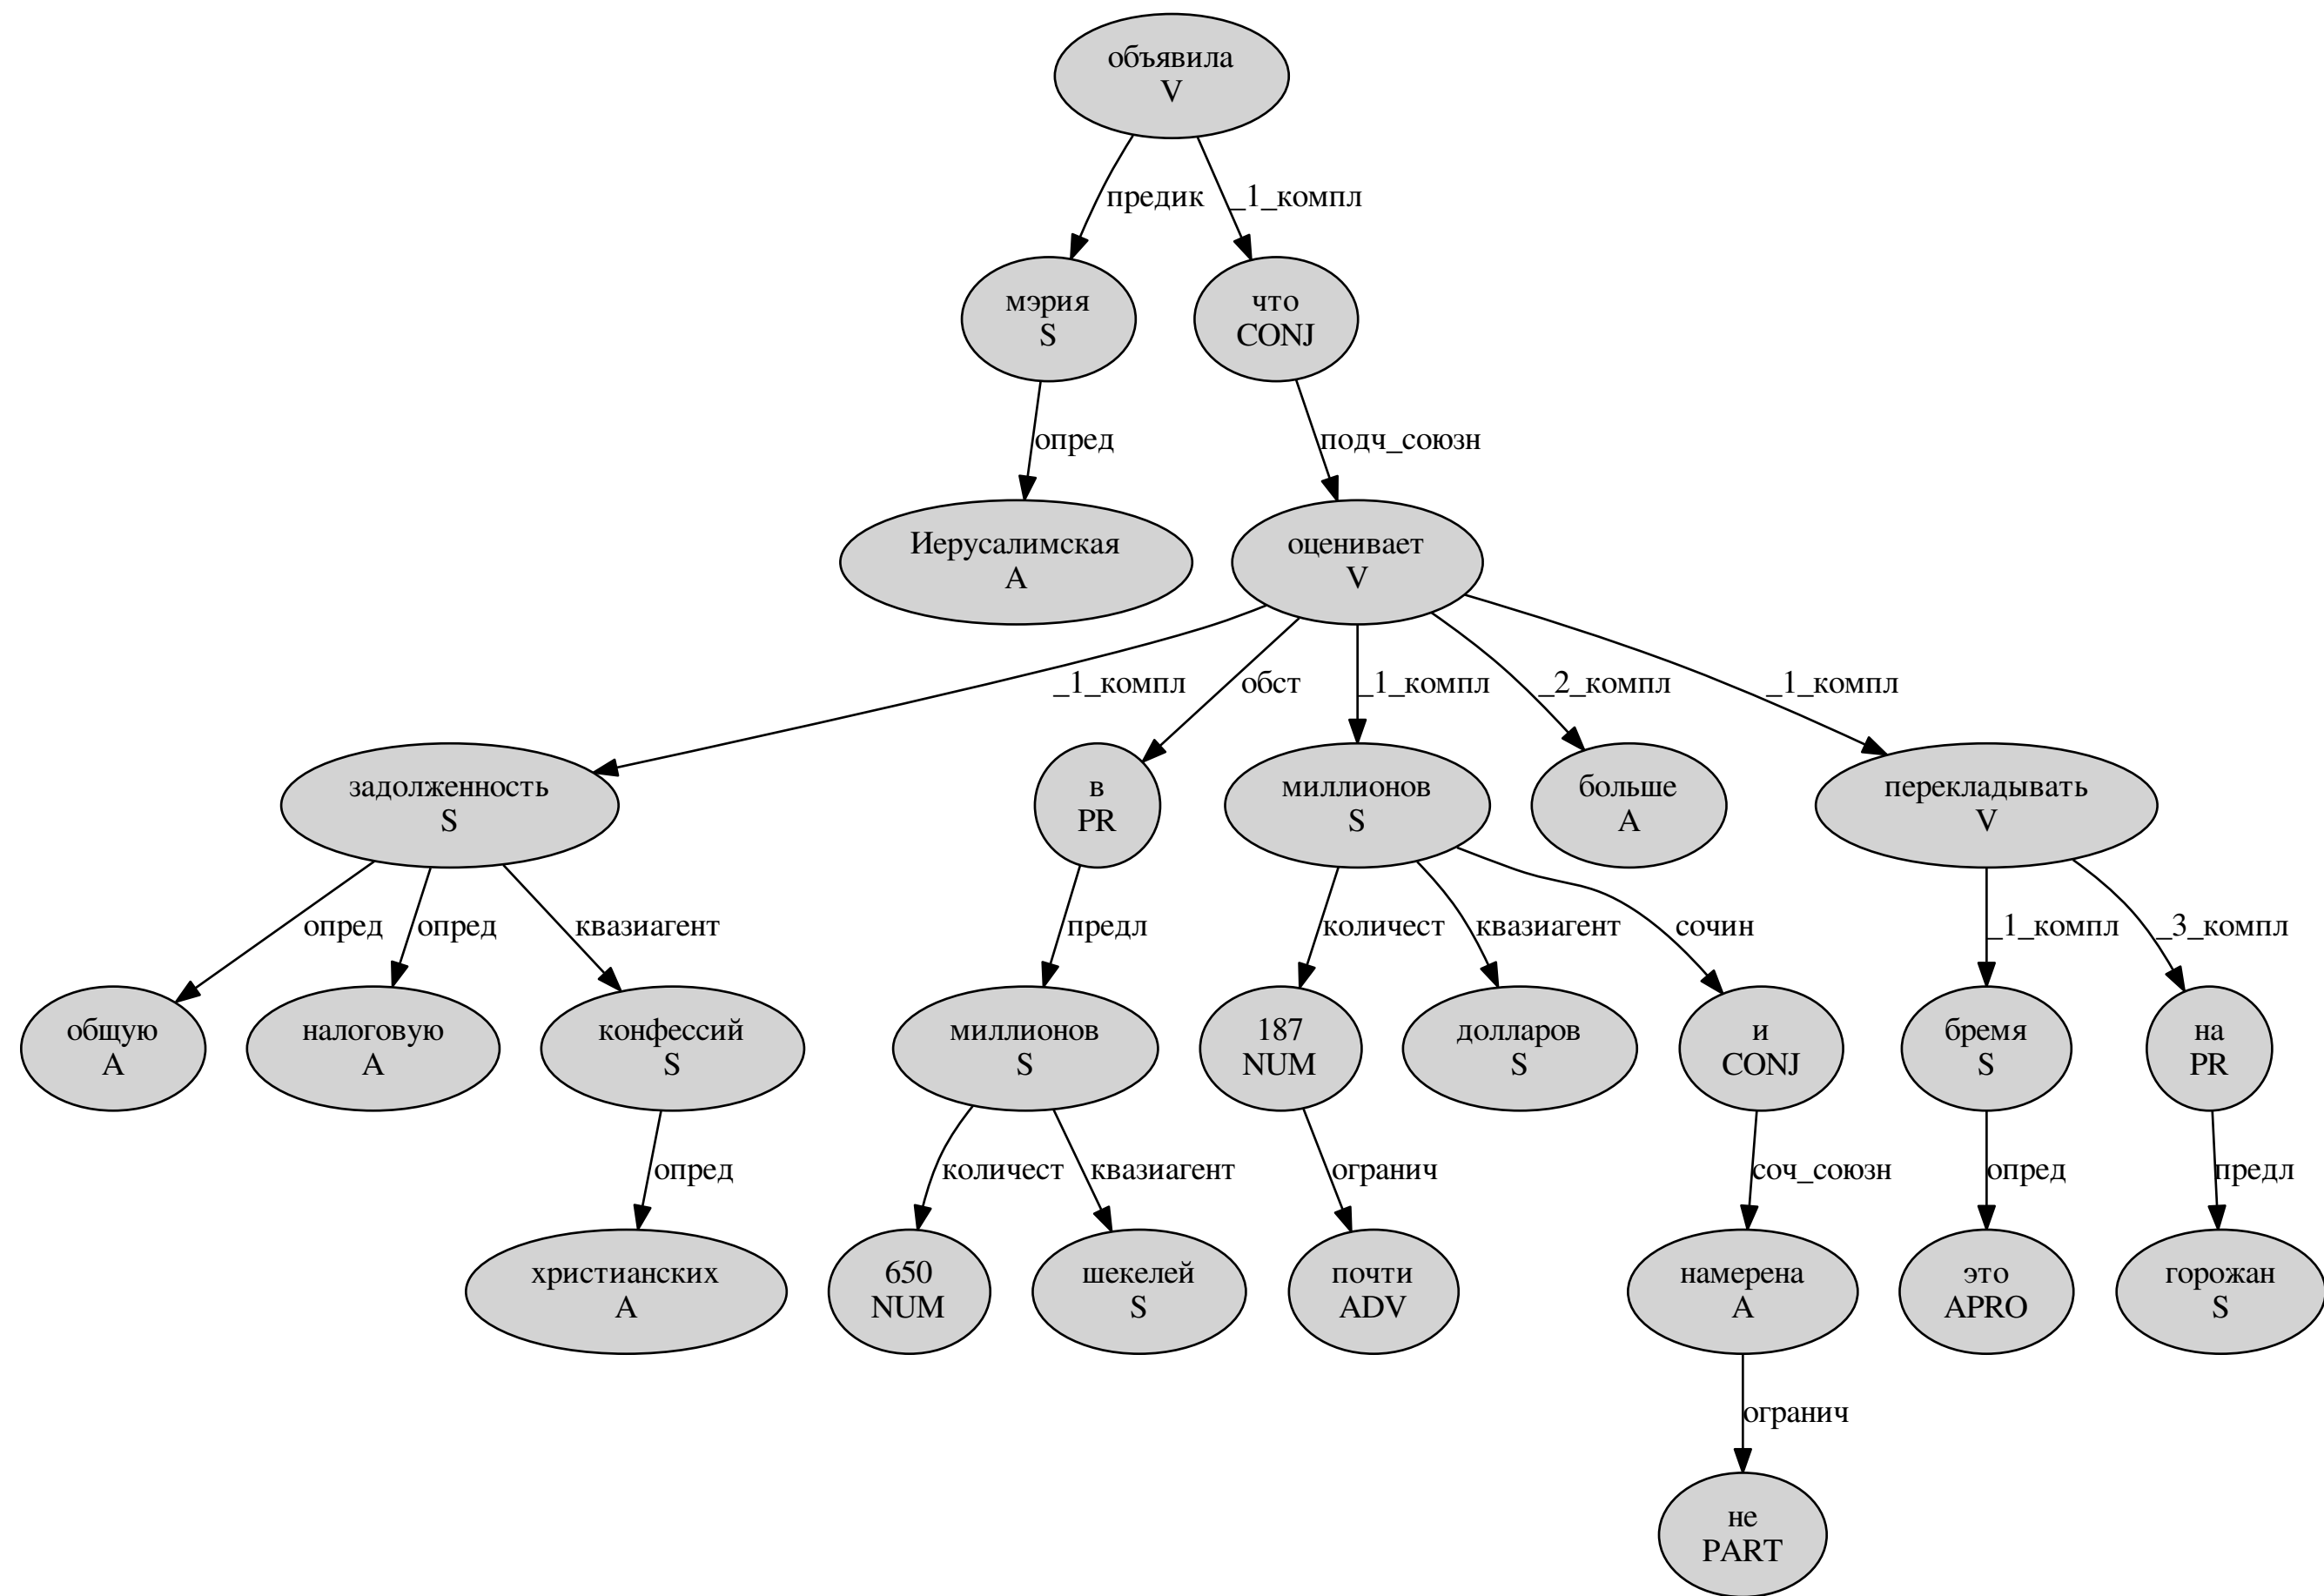 объявила
V
предик
_1_компл
мэрия
S
что
CONJ
опред
подч_союзн
Иерусалимская
A
оценивает
V
_1_компл
обст
_1_компл
_2_компл
_1_компл
задолженность
S
в
PR
миллионов
S
больше
A
перекладывать
V
опред
опред
квазиагент
предл
количест
квазиагент
сочин
_1_компл
_3_компл
общую
A
налоговую
A
конфессий
S
миллионов
S
187
NUM
долларов
S
и
CONJ
бремя
S
на
PR
опред
количест
квазиагент
огранич
соч_союзн
опред
предл
христианских
A
650
NUM
шекелей
S
почти
ADV
намерена
A
это
APRO
горожан
S
огранич
не
PART